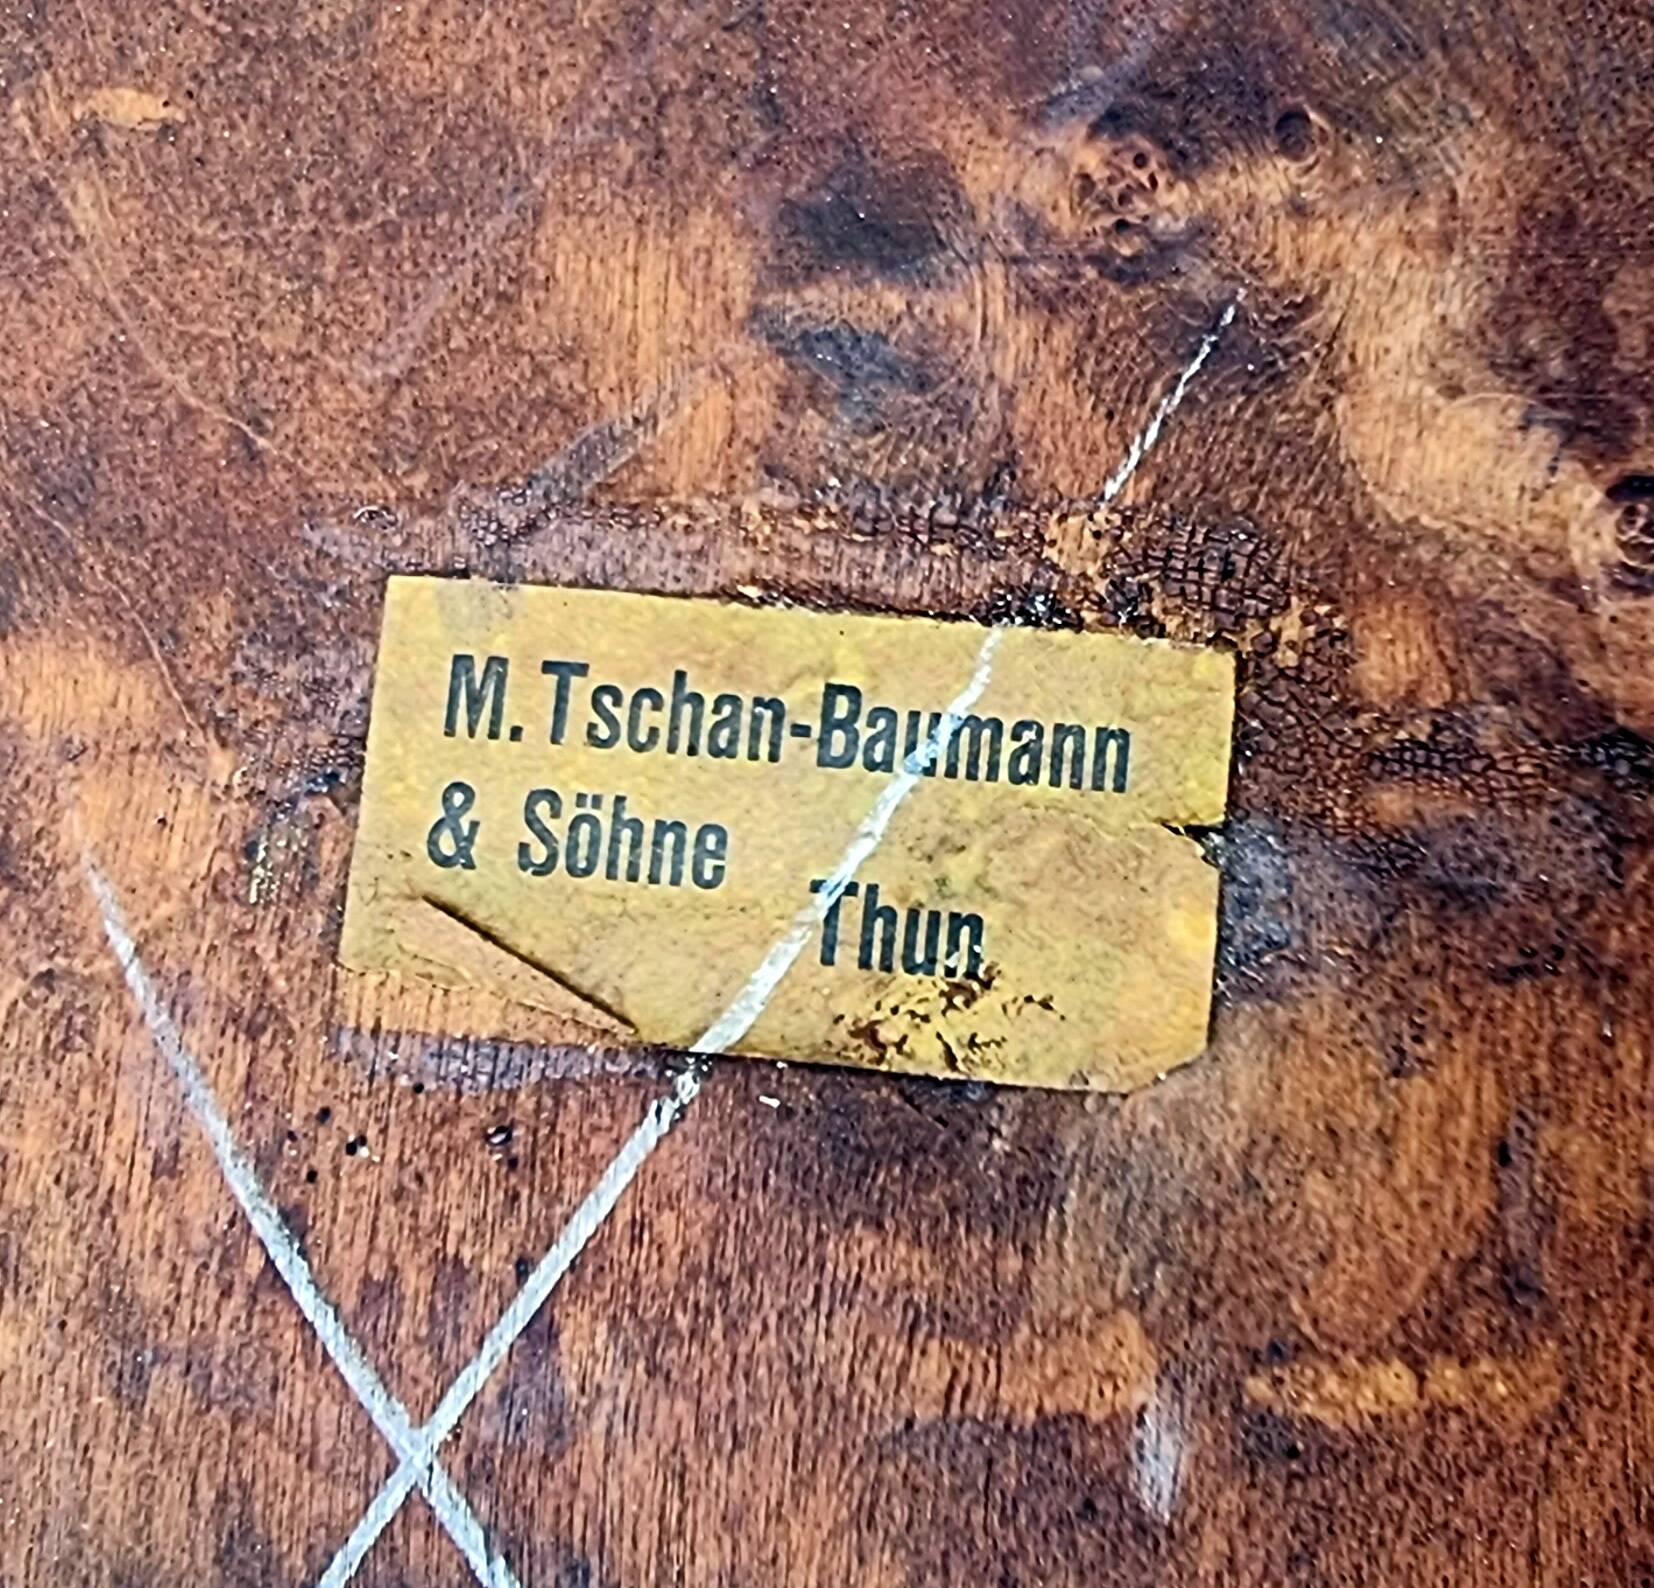 M. Tschan-Baumann
& Söhne
Thun